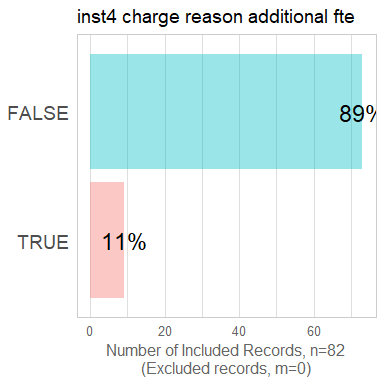 inst4 charge reason additional fte
FALSE
89%
TRUE
11%
0 20 40 60
Number of Included Records, n=82
(Excluded records, m=0)